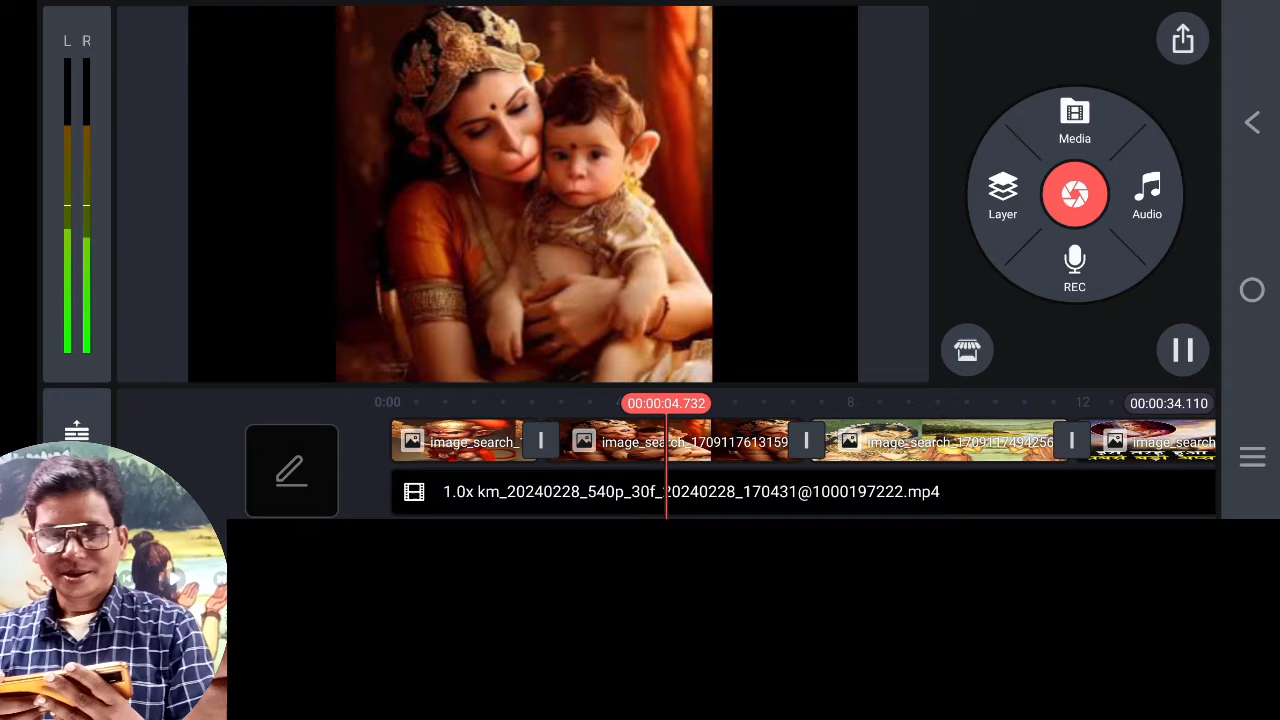 L R
Media
Layer
Audio
REC
0:00
00:00:04.732
8
12
00:00:34.110
image_search_
image_search_1709117613159
image_search_1709117494256
1.0x km_20240228_540p_30f_20240228_170431@1000197222.mp4